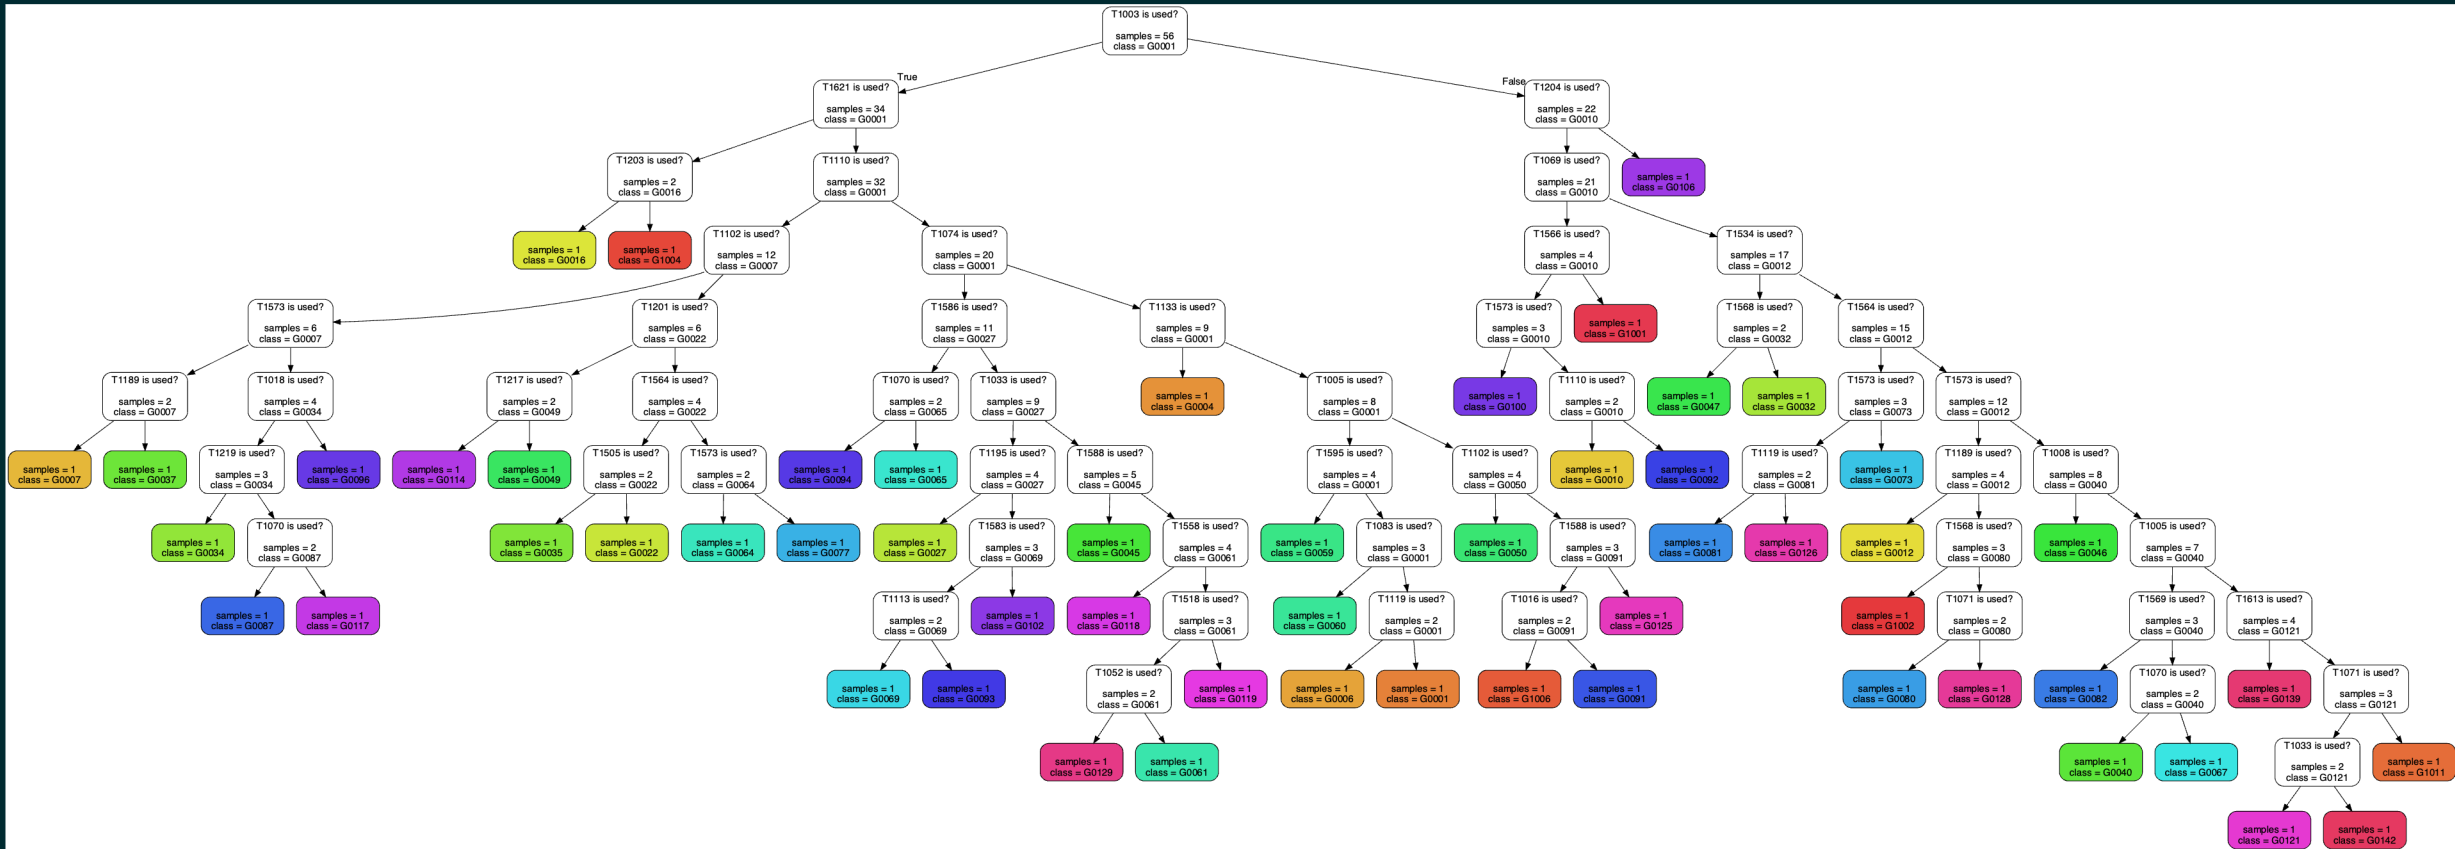 T1003 is used?
samples = 56
class = G0001
True
False
T1621 is used?
samples = 34
class = G0001
T1204 is used?
samples = 22
class = G0010
T1203 is used?
samples = 2
class = G0016
T1110 is used?
samples = 32
class = G0001
T1069 is used?
samples = 21
class = G0010
samples = 1
class = G0106
samples = 1
class = G0016
samples = 1
class = G1004
T1102 is used?
samples = 12
class = G0007
T1074 is used?
samples = 20
class = G0001
T1566 is used?
samples = 4
class = G0010
T1534 is used?
samples = 17
class = G0012
T1573 is used?
samples = 6
class = G0007
T1201 is used?
samples = 6
class = G0022
T1586 is used?
samples = 11
class = G0027
T1133 is used?
samples = 9
class = G0001
T1573 is used?
samples = 3
class = G0010
samples = 1
class = G1001
T1568 is used?
samples = 2
class = G0032
T1564 is used?
samples = 15
class = G0012
T1189 is used?
samples = 2
class = G0007
T1018 is used?
samples = 4
class = G0034
T1217 is used?
samples = 2
class = G0049
T1564 is used?
samples = 4
class = G0022
T1070 is used?
samples = 2
class = G0065
T1033 is used?
samples = 9
class = G0027
samples = 1
class = G0004
T1005 is used?
samples = 8
class = G0001
samples = 1
class = G0100
T1110 is used?
samples = 2
class = G0010
samples = 1
class = G0047
samples = 1
class = G0032
T1573 is used?
samples = 3
class = G0073
T1573 is used?
samples = 12
class = G0012
samples = 1
class = G0007
samples = 1
class = G0037
T1219 is used?
samples = 3
class = G0034
samples = 1
class = G0096
samples = 1
class = G0114
samples = 1
class = G0049
T1505 is used?
samples = 2
class = G0022
T1573 is used?
samples = 2
class = G0064
samples = 1
class = G0094
samples = 1
class = G0065
T1195 is used?
samples = 4
class = G0027
T1588 is used?
samples = 5
class = G0045
T1595 is used?
samples = 4
class = G0001
T1102 is used?
samples = 4
class = G0050
samples = 1
class = G0010
samples = 1
class = G0092
T1119 is used?
samples = 2
class = G0081
samples = 1
class = G0073
T1189 is used?
samples = 4
class = G0012
T1008 is used?
samples = 8
class = G0040
samples = 1
class = G0034
T1070 is used?
samples = 2
class = G0087
samples = 1
class = G0035
samples = 1
class = G0022
samples = 1
class = G0064
samples = 1
class = G0077
samples = 1
class = G0027
T1583 is used?
samples = 3
class = G0069
samples = 1
class = G0045
T1558 is used?
samples = 4
class = G0061
samples = 1
class = G0059
T1083 is used?
samples = 3
class = G0001
samples = 1
class = G0050
T1588 is used?
samples = 3
class = G0091
samples = 1
class = G0081
samples = 1
class = G0126
samples = 1
class = G0012
T1568 is used?
samples = 3
class = G0080
samples = 1
class = G0046
T1005 is used?
samples = 7
class = G0040
samples = 1
class = G0087
samples = 1
class = G0117
T1113 is used?
samples = 2
class = G0069
samples = 1
class = G0102
samples = 1
class = G0118
T1518 is used?
samples = 3
class = G0061
samples = 1
class = G0060
T1119 is used?
samples = 2
class = G0001
T1016 is used?
samples = 2
class = G0091
samples = 1
class = G0125
samples = 1
class = G1002
T1071 is used?
samples = 2
class = G0080
T1569 is used?
samples = 3
class = G0040
T1613 is used?
samples = 4
class = G0121
samples = 1
class = G0069
samples = 1
class = G0093
T1052 is used?
samples = 2
class = G0061
samples = 1
class = G0119
samples = 1
class = G0006
samples = 1
class = G0001
samples = 1
class = G1006
samples = 1
class = G0091
samples = 1
class = G0080
samples = 1
class = G0128
samples = 1
class = G0082
T1070 is used?
samples = 2
class = G0040
samples = 1
class = G0139
T1071 is used?
samples = 3
class = G0121
samples = 1
class = G0129
samples = 1
class = G0061
samples = 1
class = G0040
samples = 1
class = G0067
T1033 is used?
samples = 2
class = G0121
samples = 1
class = G1011
samples = 1
class = G0121
samples = 1
class = G0142